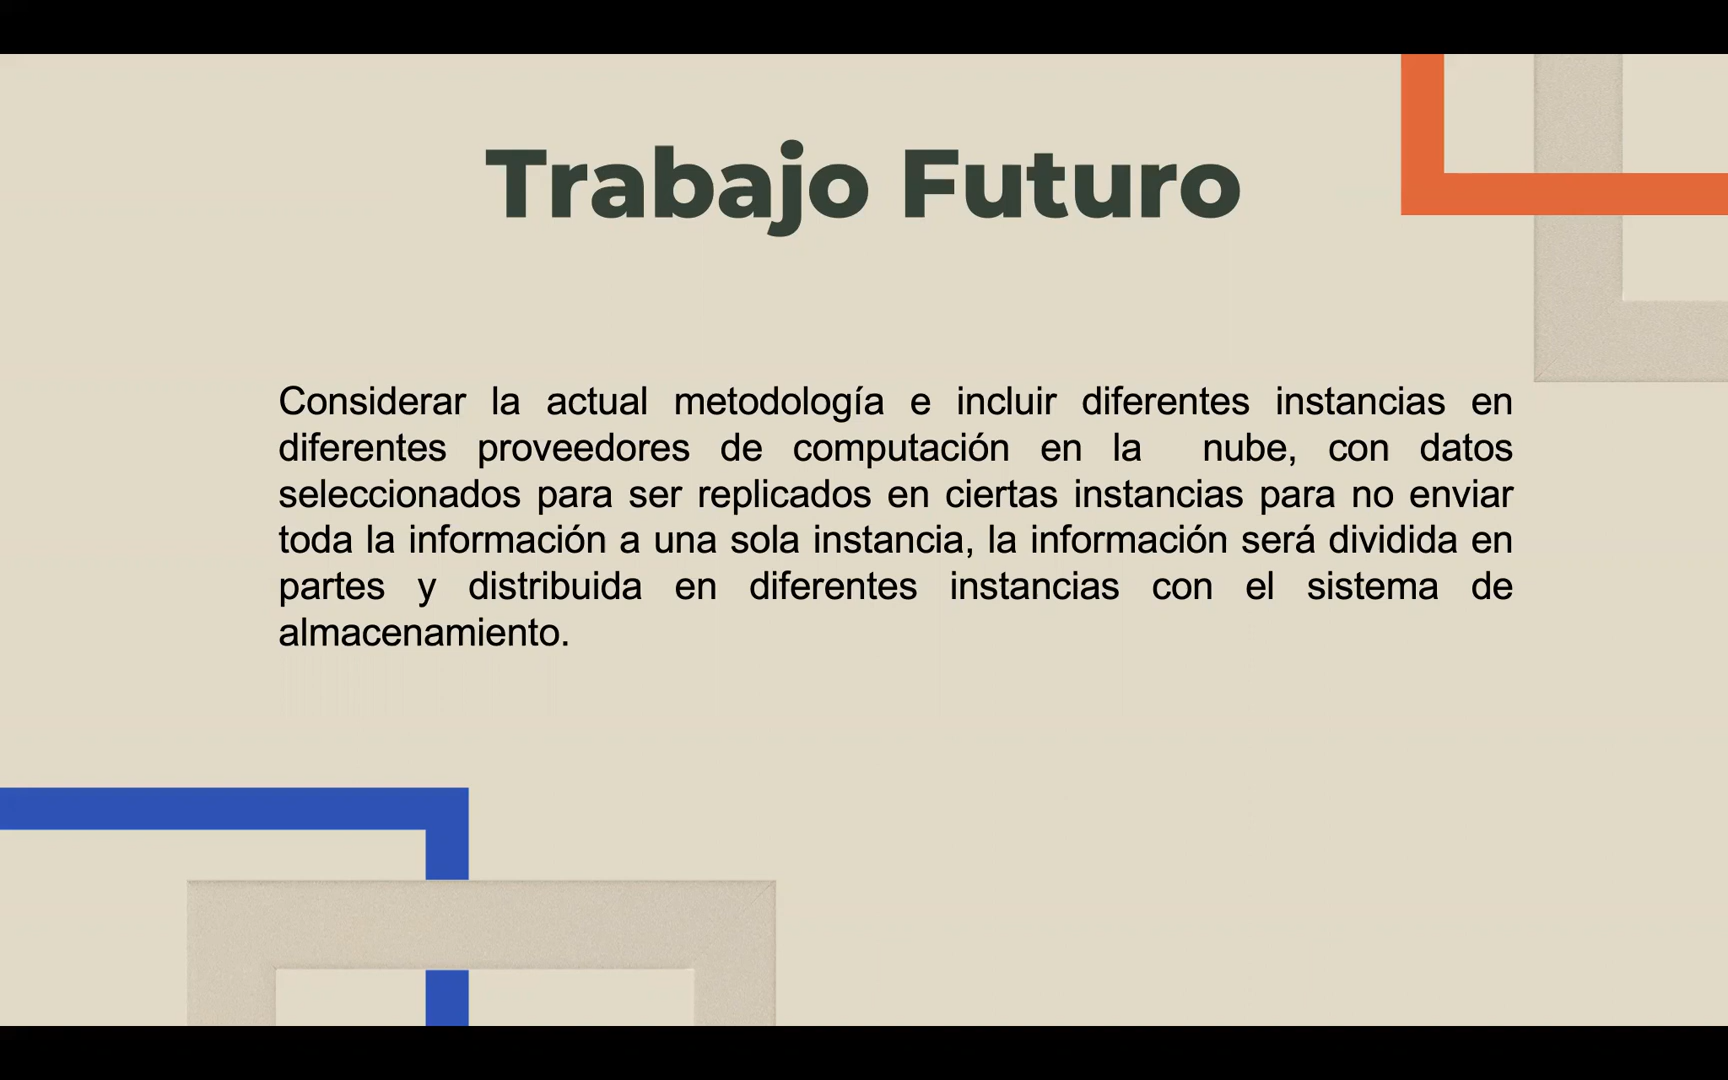 Trabajo Futuro
Considerar la actual metodología e incluir diferentes instancias en
diferentes proveedores de computación en la nube, con datos
seleccionados para ser replicados en ciertas instancias para no enviar
toda la información a una sola instancia, la información será dividida en
partes y distribuida en diferentes instancias con el sistema de
almacenamiento.